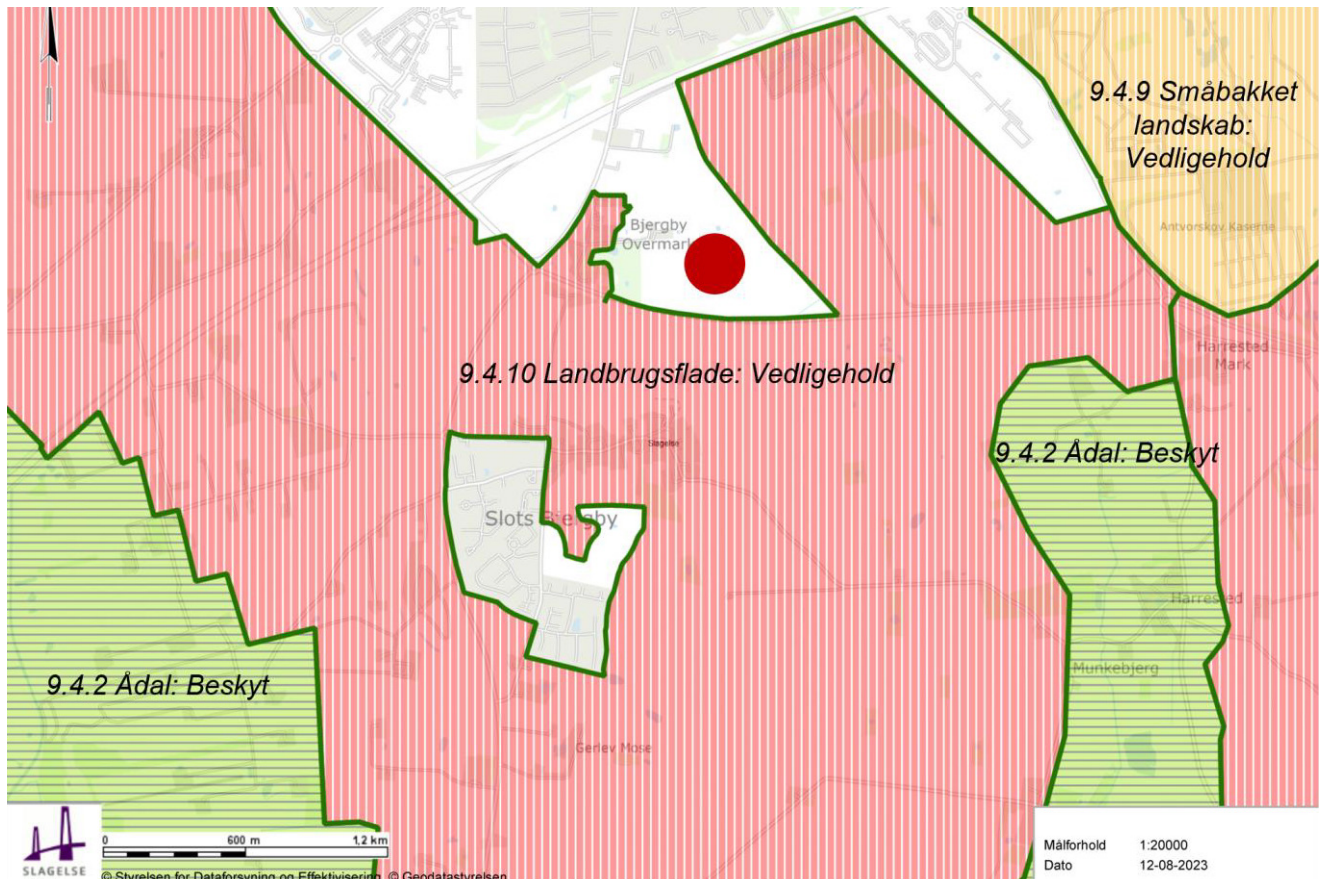 9.4.9 Småbakket
landskab:
Vedligehold
Bjergby
Overmark
Antvorskov Kaserne
Harrested
Mark
9.4.10 Landbrugsflade: Vedligehold
Slagelse
9.4.2 Ådal: Beskyt
Slots Bjergby
Harrested
Munkebjerg
9.4.2 Ådal: Beskyt
Gerlev Mose
SLAGELSE
0 600 m 1,2 km
© Styrelsen for Dataforsyning og Effektivisering, © Geodatastyrelsen
Målforhold 1:20000
Dato 12-08-2023